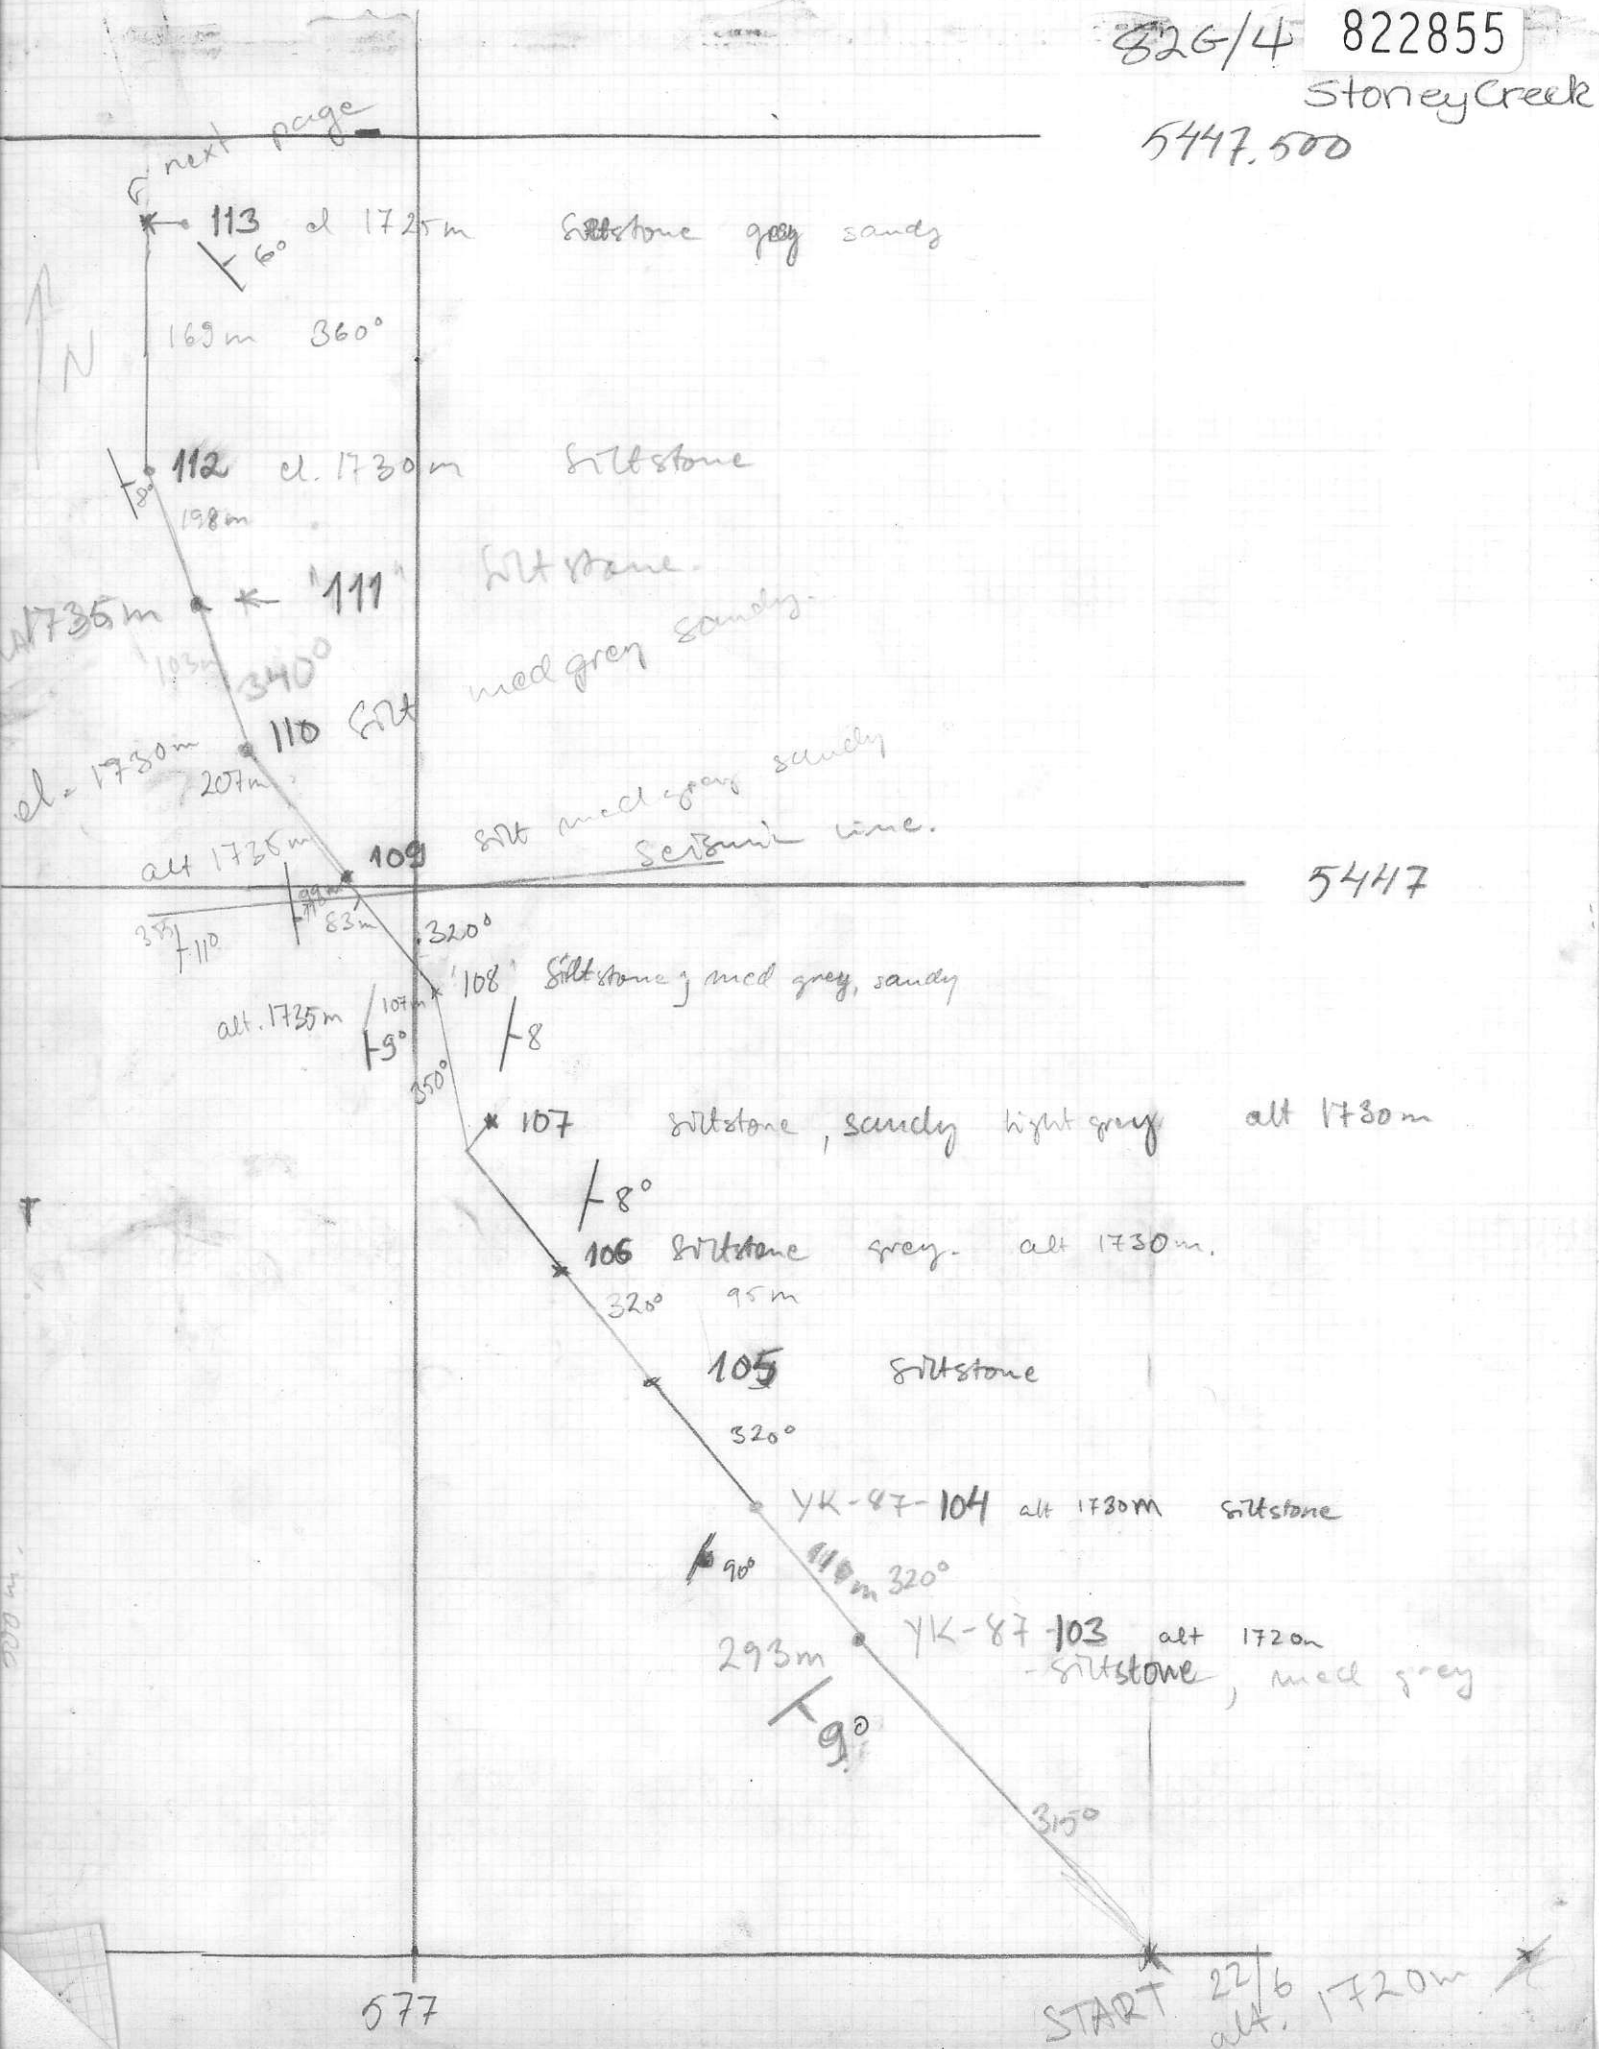 82G/4 822855
Stoney Creek
5447.500
next page
113 el 1725m Siltstone grey sandy
6°
N
169m 360°
112 el. 1730m Siltstone
8°
198m
"111" Siltstone.
1735m
103m
340°
med grey sandy.
110 Silt
el. 1730m
207m
alt 1735m
109 Silt med grey sandy
Seismic line.
5447
99m
83m
11°
320°
"108" Siltstone; med grey, sandy
alt. 1735m 107m
9°
8
350°
107 siltstone, sandy light grey alt 1730m
8°
106 Siltstone grey. alt 1730m.
320° 95m
105 Siltstone
320°
YK-87-104 alt 1730m siltstone
90°
320°
YK-87-103 alt 1720m
293m
- siltstone, med grey
9°
315°
577
START 22/6
alt. 1720m